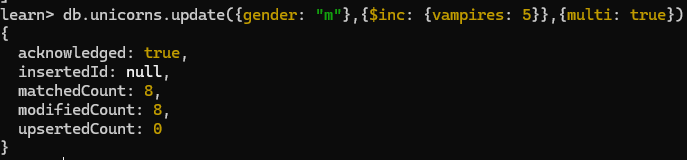 learn> db.unicorns.update({gender: "m"},{$inc: {vampires: 5}},{multi: true})
{
  acknowledged: true,
  insertedId: null,
  matchedCount: 8,
  modifiedCount: 8,
  upsertedCount: 0
}